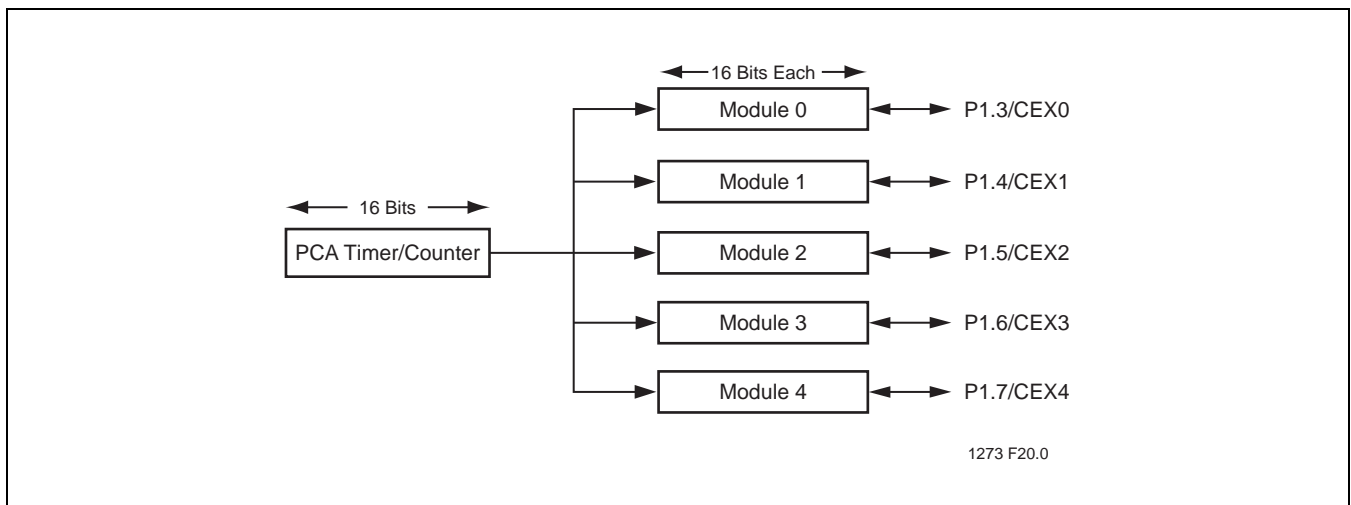 16 Bits Each
Module 0
P1.3/CEX0
Module 1
P1.4/CEX1
16 Bits
PCA Timer/Counter
Module 2
P1.5/CEX2
Module 3
P1.6/CEX3
Module 4
P1.7/CEX4
1273 F20.0